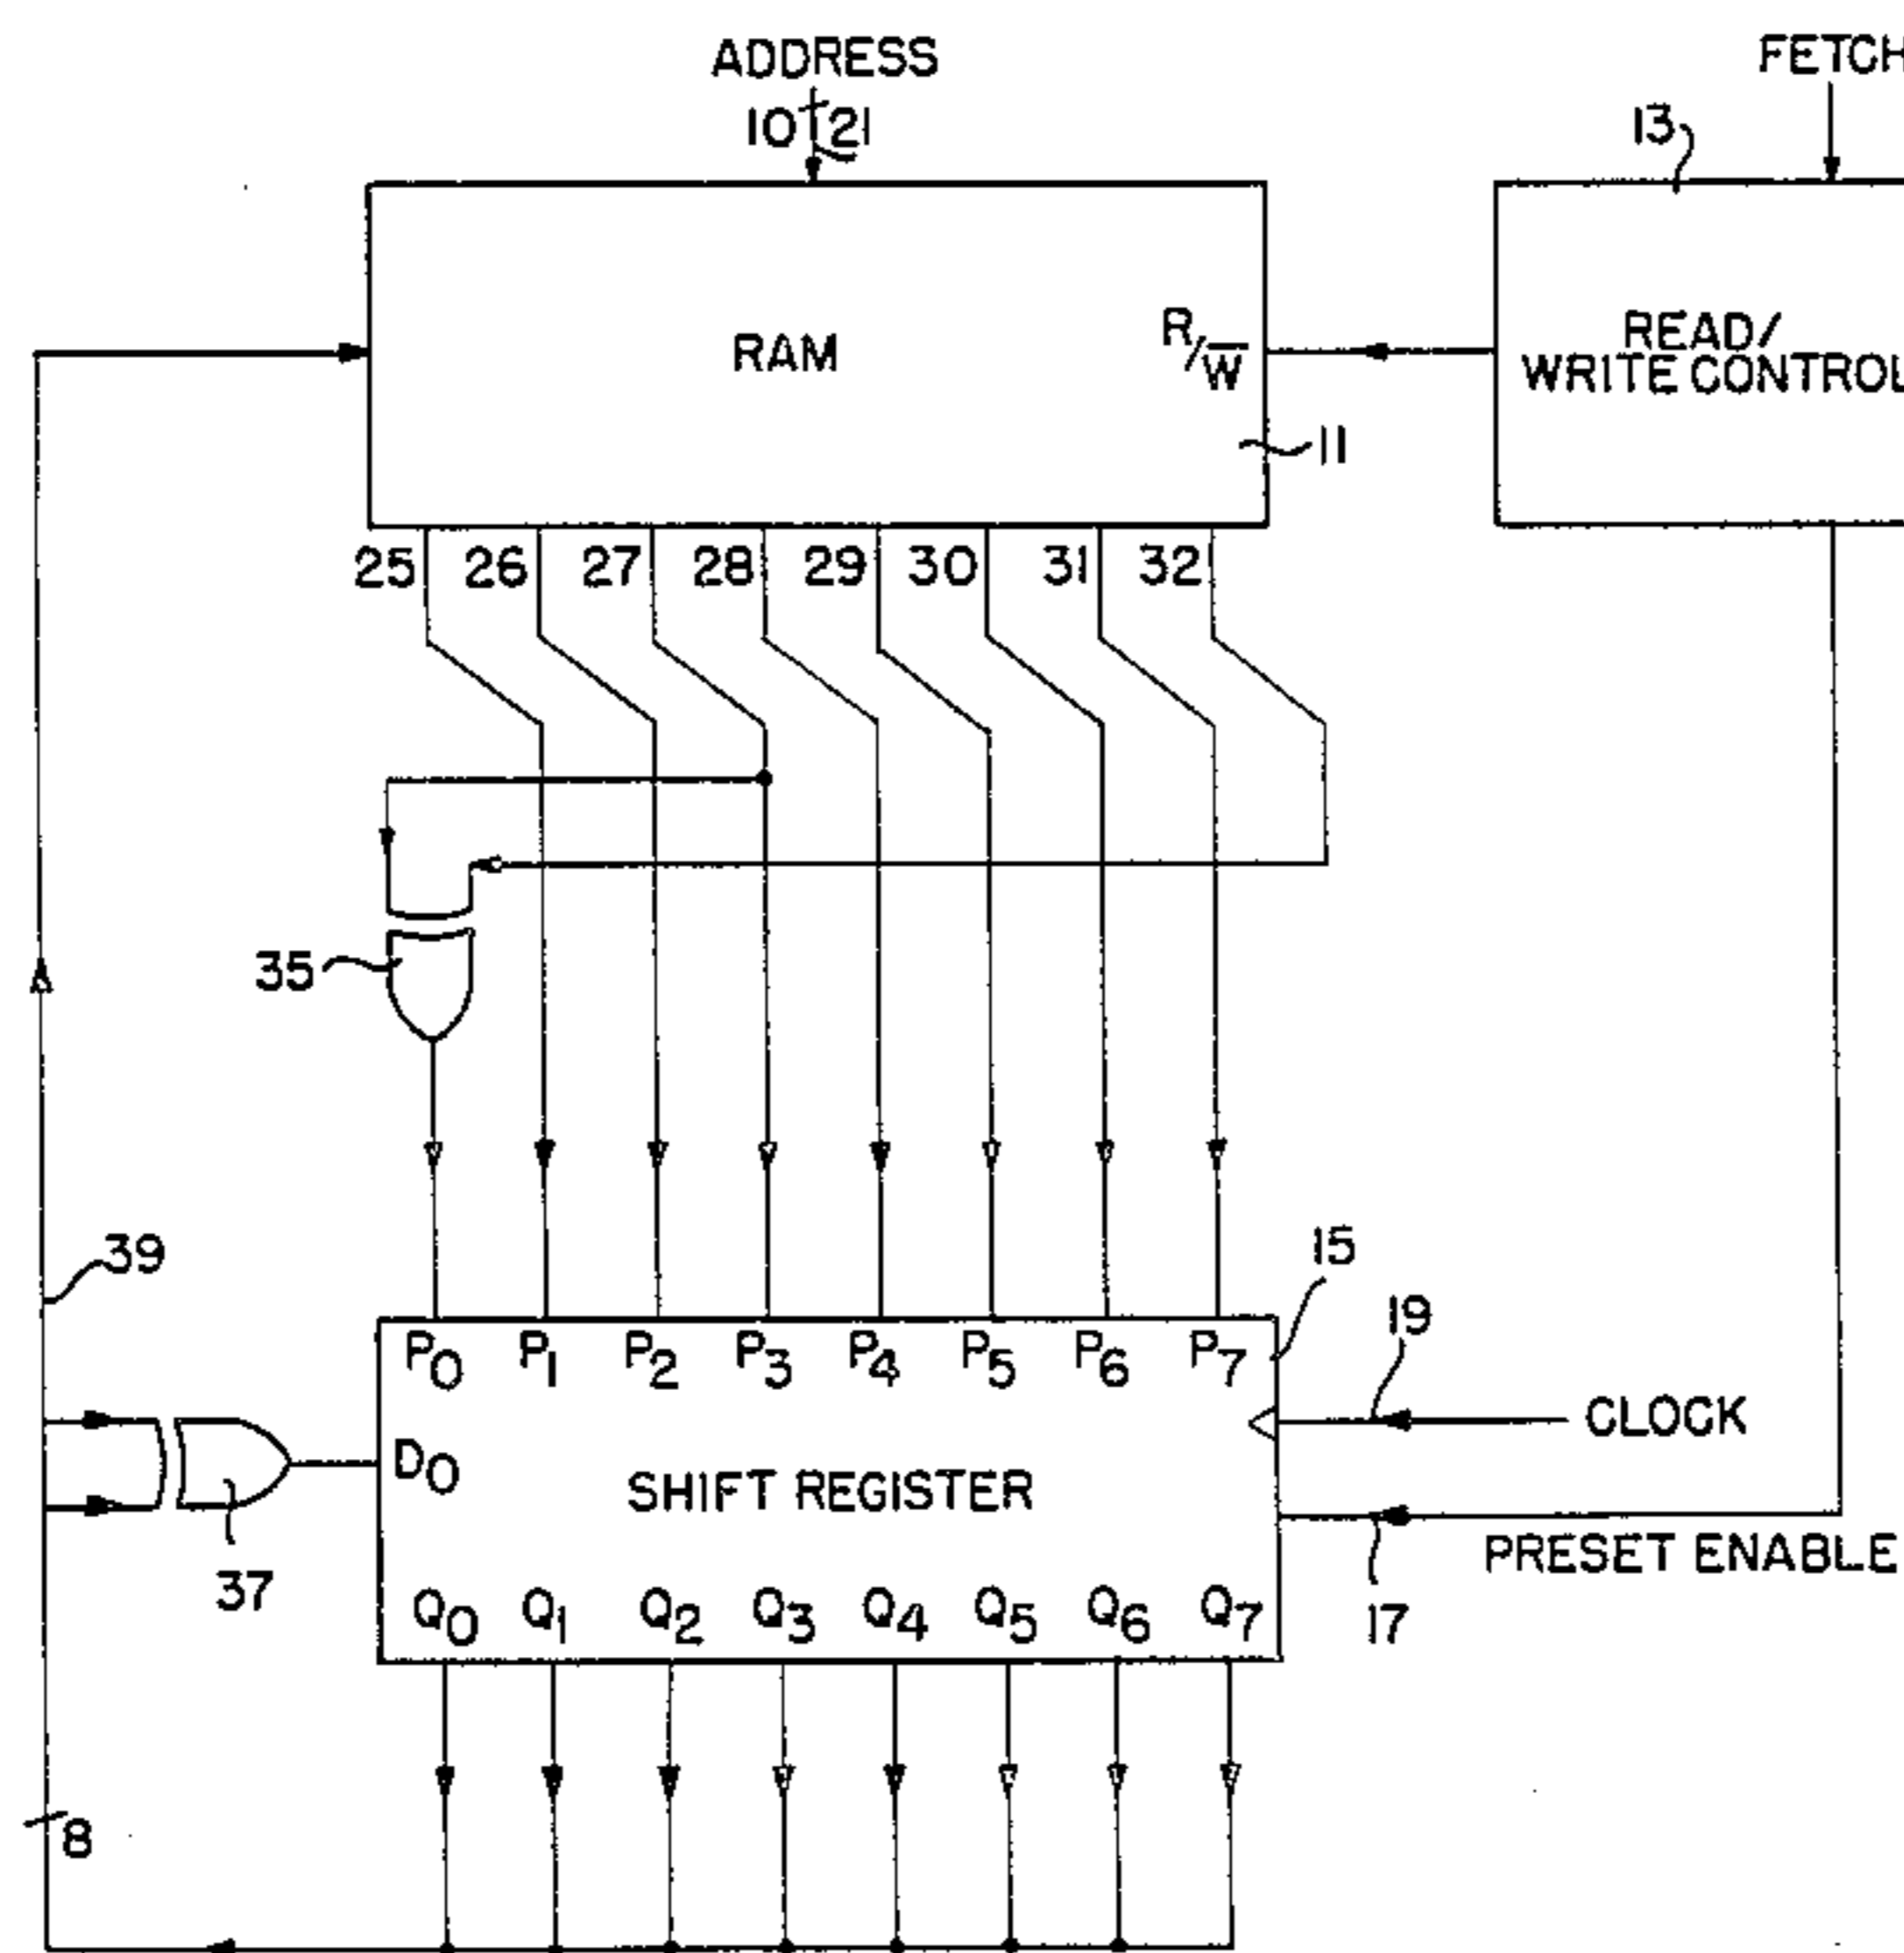 ADDRESS
FETCH
10 21
13
RAM
R/W̅
READ/
WRITE CONTROL
11
25 26 27 28 29 30 31 32
35
39
15
P0 P1 P2 P3 P4 P5 P6 P7
19
CLOCK
D0
SHIFT REGISTER
PRESET ENABLE
37
17
Q0 Q1 Q2 Q3 Q4 Q5 Q6 Q7
8